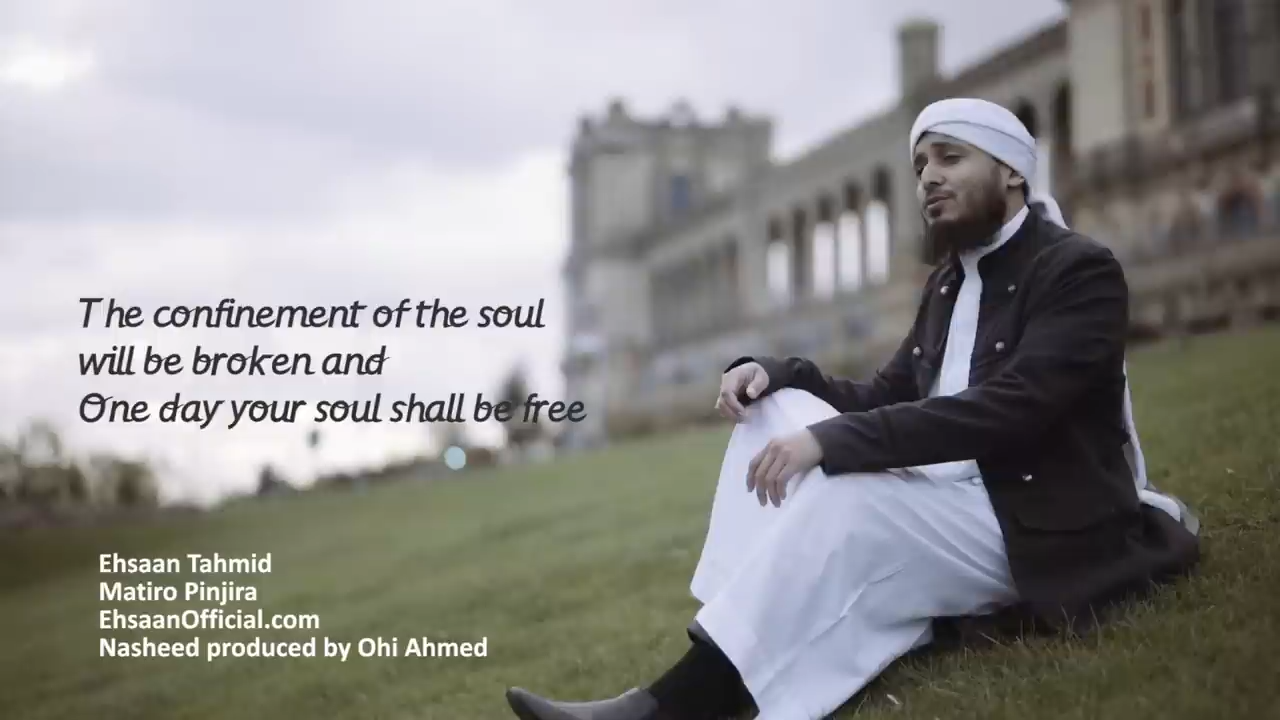 The confinement of the soul
will be broken and
One day your soul shall be free
Ehsaan Tahmid
Matiro Pinjira
EhsaanOfficial.com
Nasheed produced by Ohi Ahmed